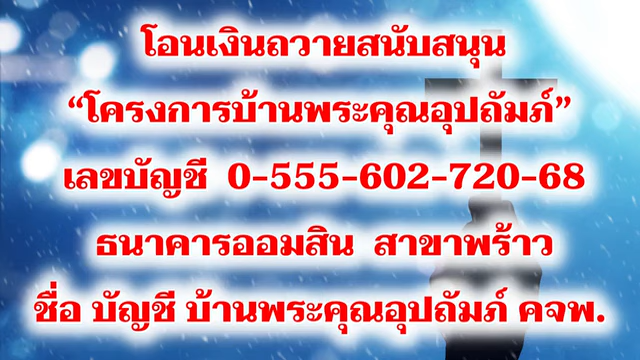 โอนเงินถวายสนับสนุน
“โครงการบ้านพระคุณอุปถัมภ์”
เลขบัญชี 0-555-602-720-68
ธนาคารออมสิน สาขาพร้าว
ชื่อ บัญชี บ้านพระคุณอุปถัมภ์ คจพ.